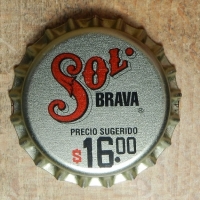 Sol.
BRAVA
®
PRECIO SUGERIDO
$16.00